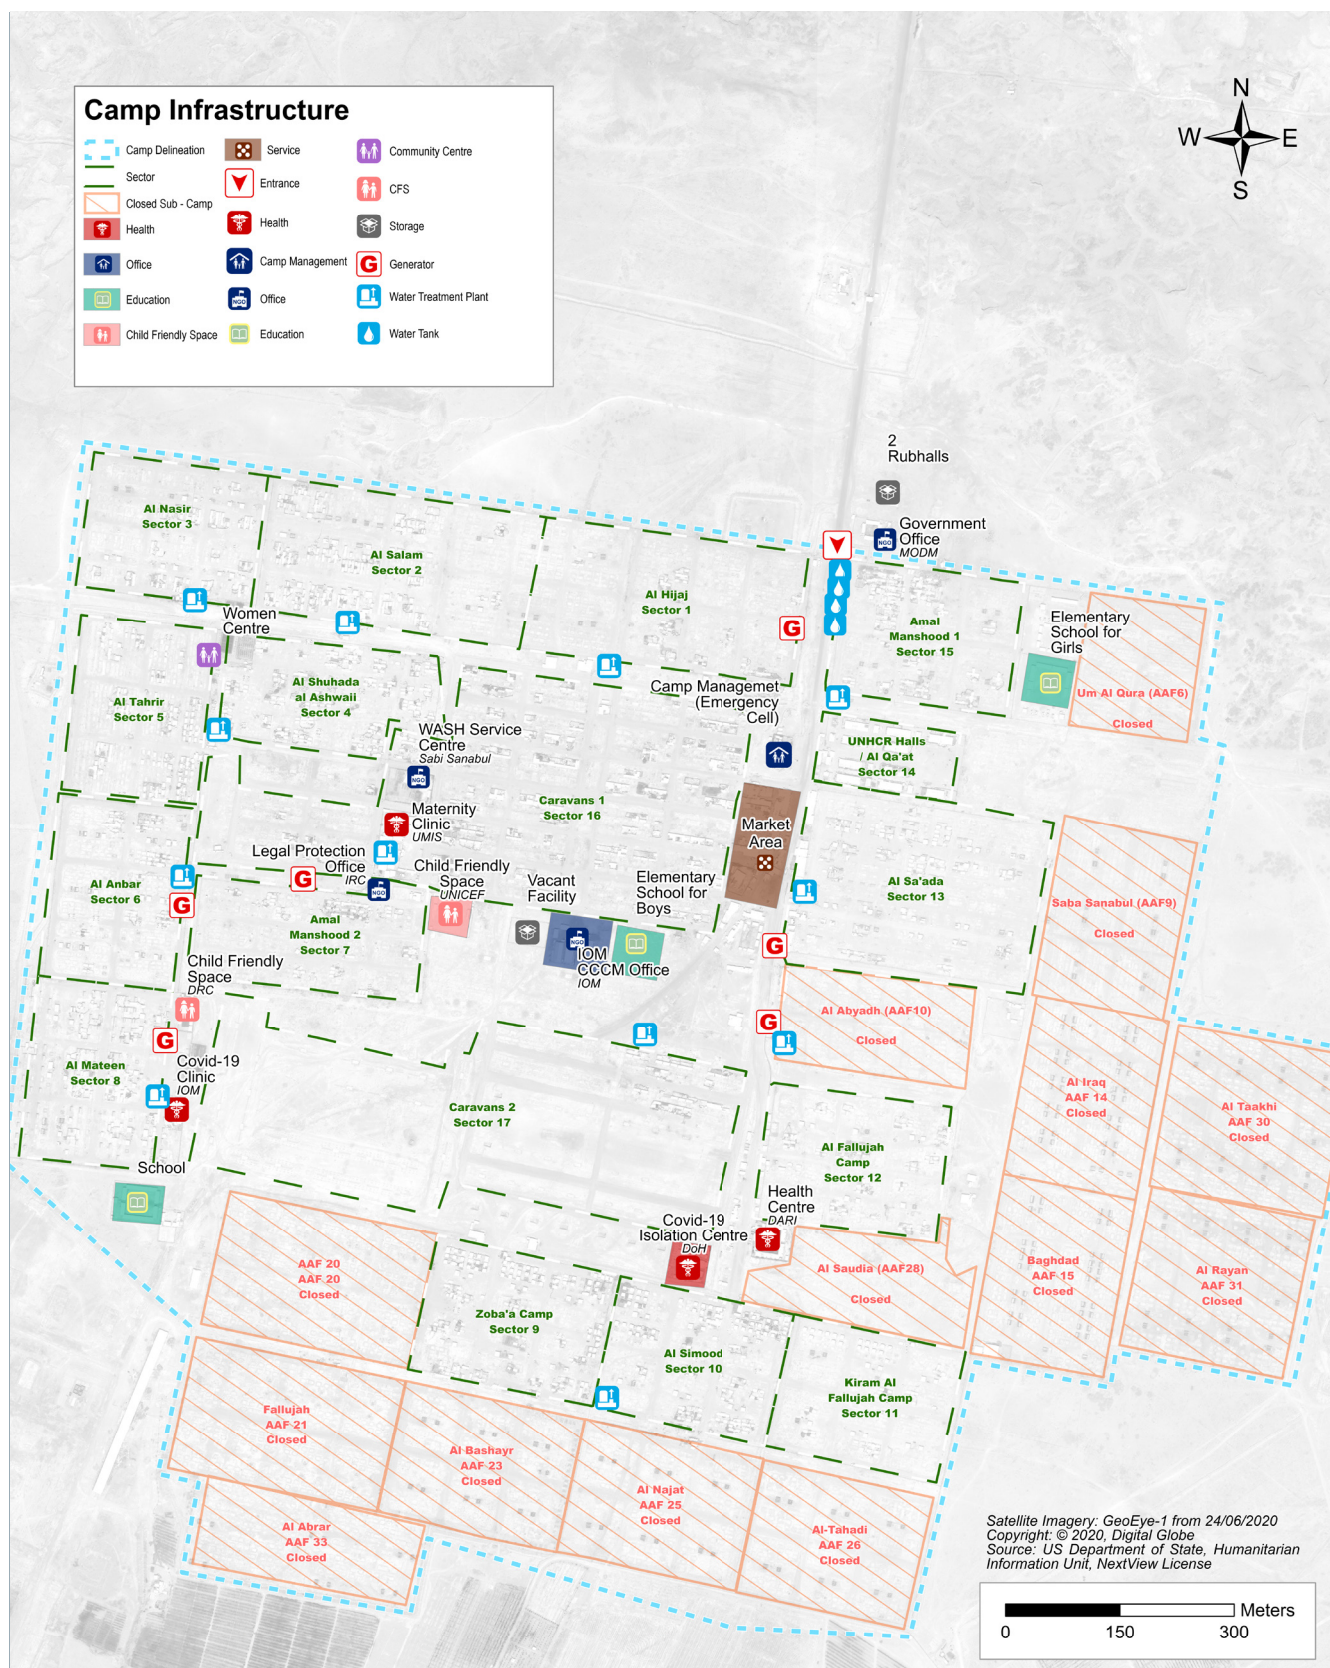 Camp Infrastructure
Camp Delineation
Sector
Closed Sub - Camp
Health
Office
Education
Child Friendly Space
Service
Entrance
Health
Camp Management
NGO
Office
Education
Community Centre
CFS
Storage
G
Generator
Water Treatment Plant
Water Tank
N
W
E
S
2
Rubhalls
Government
Office
MODM
NGO
Al Nasir
Sector 3
Al Salam
Sector 2
Al Hijaj
Sector 1
G
Amal
Manshood 1
Sector 15
Elementary
School for
Girls
Um Al Qura (AAF6)
Closed
Women
Centre
Al Tahrir
Sector 5
Al Shuhada
al Ashwaii
Sector 4
Camp Managemet
(Emergency
Cell)
WASH Service
Centre
Sabi Sanabul
NGO
UNHCR Halls
/ Al Qa'at
Sector 14
Caravans 1
Sector 16
Maternity
Clinic
UMIS
Market
Area
Legal Protection
Office
IRC
NGO
G
Child Friendly
Space
UNICEF
Vacant
Facility
Elementary
School for
Boys
Al Anbar
Sector 6
G
Al Sa'ada
Sector 13
Saba Sanabul (AAF9)
Closed
Amal
Manshood 2
Sector 7
NGO
IOM
CCCM Office
IOM
G
Child Friendly
Space
DRC
G
Al Abyadh (AAF10)
Closed
G
Al Mateen
Sector 8
Covid-19
Clinic
IOM
Al Iraq
AAF 14
Closed
Al Taakhi
AAF 30
Closed
Caravans 2
Sector 17
Al Fallujah
Camp
Sector 12
School
Health
Centre
DARI
Covid-19
Isolation Centre
DoH
AAF 20
AAF 20
Closed
Al Saudia (AAF28)
Closed
Baghdad
AAF 15
Closed
Al Rayan
AAF 31
Closed
Zoba'a Camp
Sector 9
Al Simood
Sector 10
Kiram Al
Fallujah Camp
Sector 11
Fallujah
AAF 21
Closed
Al Bashayr
AAF 23
Closed
Al Najat
AAF 25
Closed
Al-Tahadi
AAF 26
Closed
Al Abrar
AAF 33
Closed
Satellite Imagery: GeoEye-1 from 24/06/2020
Copyright: © 2020, Digital Globe
Source: US Department of State, Humanitarian
Information Unit, NextView License
Meters
0 150 300